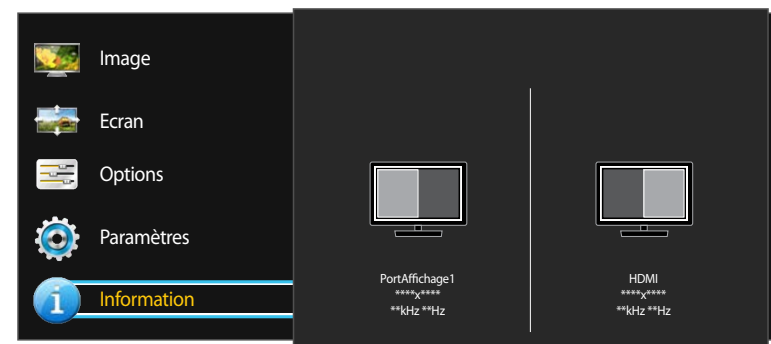 Image
Ecran
Options
Paramètres
Information
PortAffichage1
****x****
**kHz **Hz
HDMI
****x****
**kHz **Hz